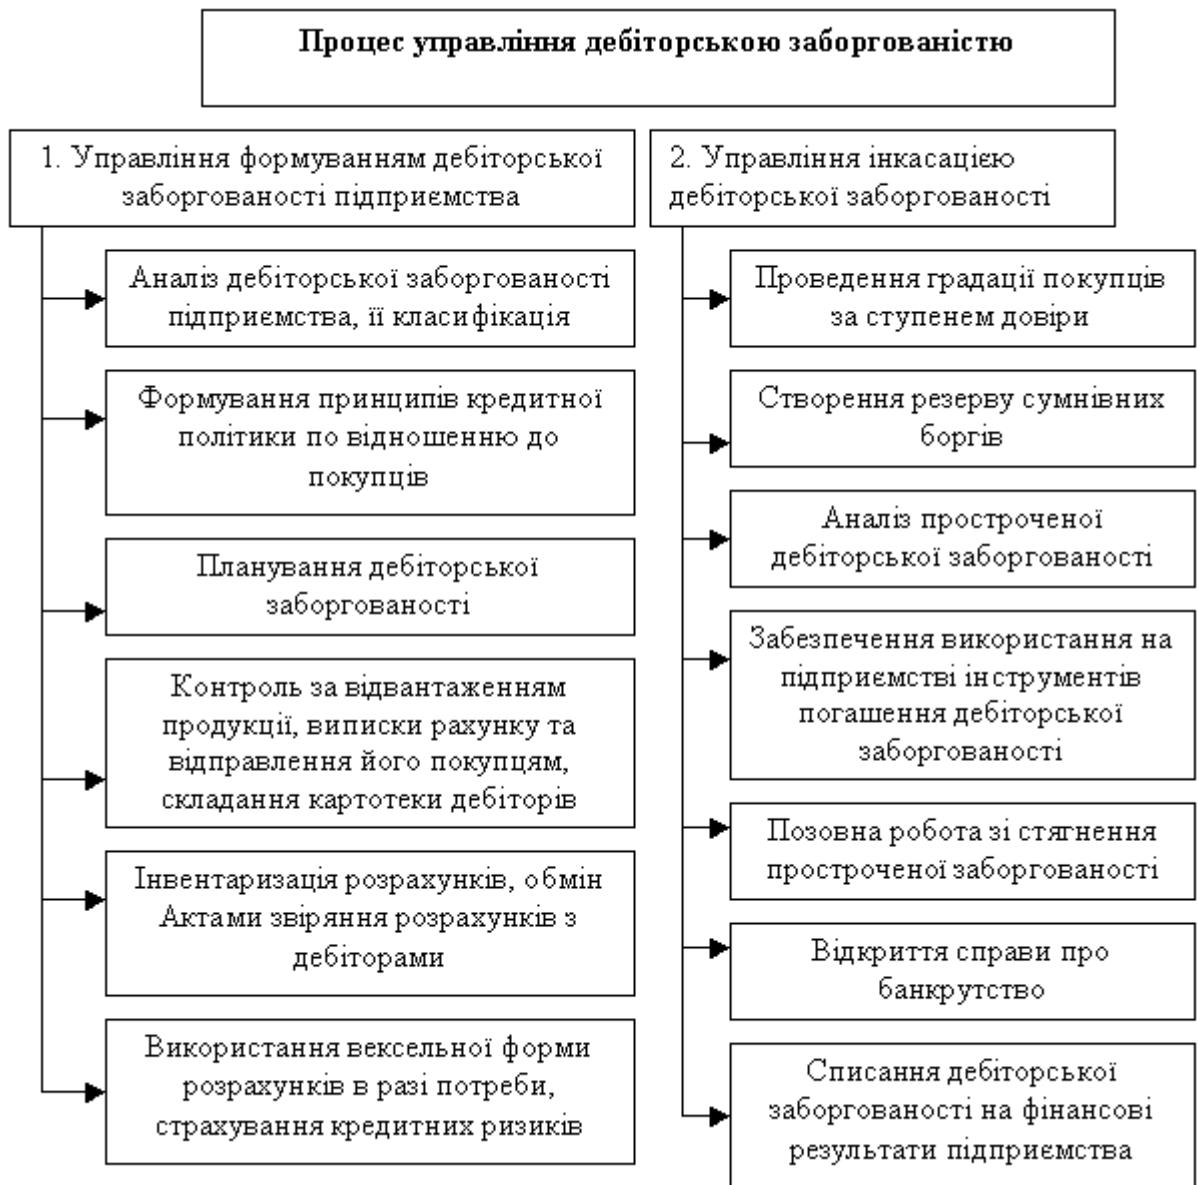 Процес управління дебіторською заборгованістю
1. Управління формуванням дебіторської
заборгованості підприємства
Аналіз дебіторської заборгованості
підприємства, її класифікація
Формування принципів кредитної
політики по відношенню до
покупців
Планування дебіторської
заборгованості
Контроль за відвантаженням
продукції, виписки рахунку та
відправлення його покупцям,
складання картотеки дебіторів
Інвентаризація розрахунків, обмін
Актами звіряння розрахунків з
дебіторами
Використання вексельної форми
розрахунків в разі потреби,
страхування кредитних ризиків
2. Управління інкасацією
дебіторської заборгованості
Проведення градації покупців
за ступенем довіри
Створення резерву сумнівних
боргів
Аналіз простроченої
дебіторської заборгованості
Забезпечення використання на
підприємстві інструментів
погашення дебіторської
заборгованості
Позовна робота зі стягнення
простроченої заборгованості
Відкриття справи про
банкрутство
Списання дебіторської
заборгованості на фінансові
результати підприємства